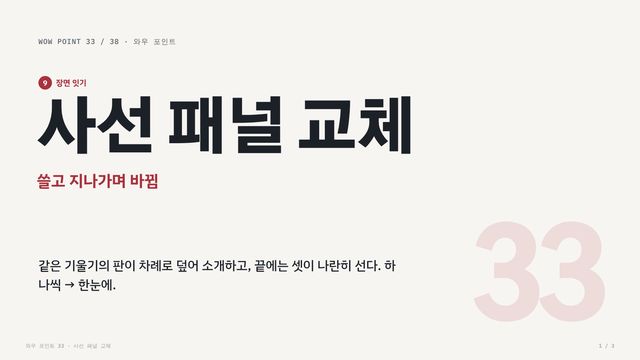 WOW POINT 33 / 38 · 와우 포인트
9 장면 잇기
사선 패널 교체
쓸고 지나가며 바뀜
33
같은 기울기의 판이 차례로 덮어 소개하고, 끝에는 셋이 나란히 선다. 하
나씩 → 한눈에.
와우 포인트 33 · 사선 패널 교체
1 / 3